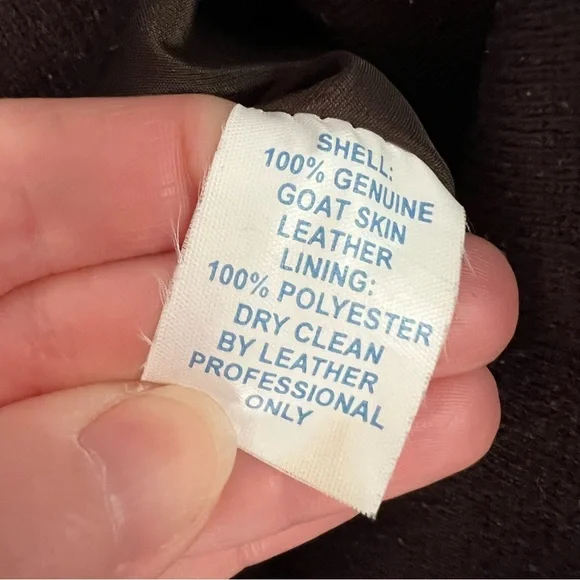 SHELL:
100% GENUINE
GOAT SKIN
LEATHER
LINING:
100% POLYESTER
DRY CLEAN
BY LEATHER
PROFESSIONAL
ONLY